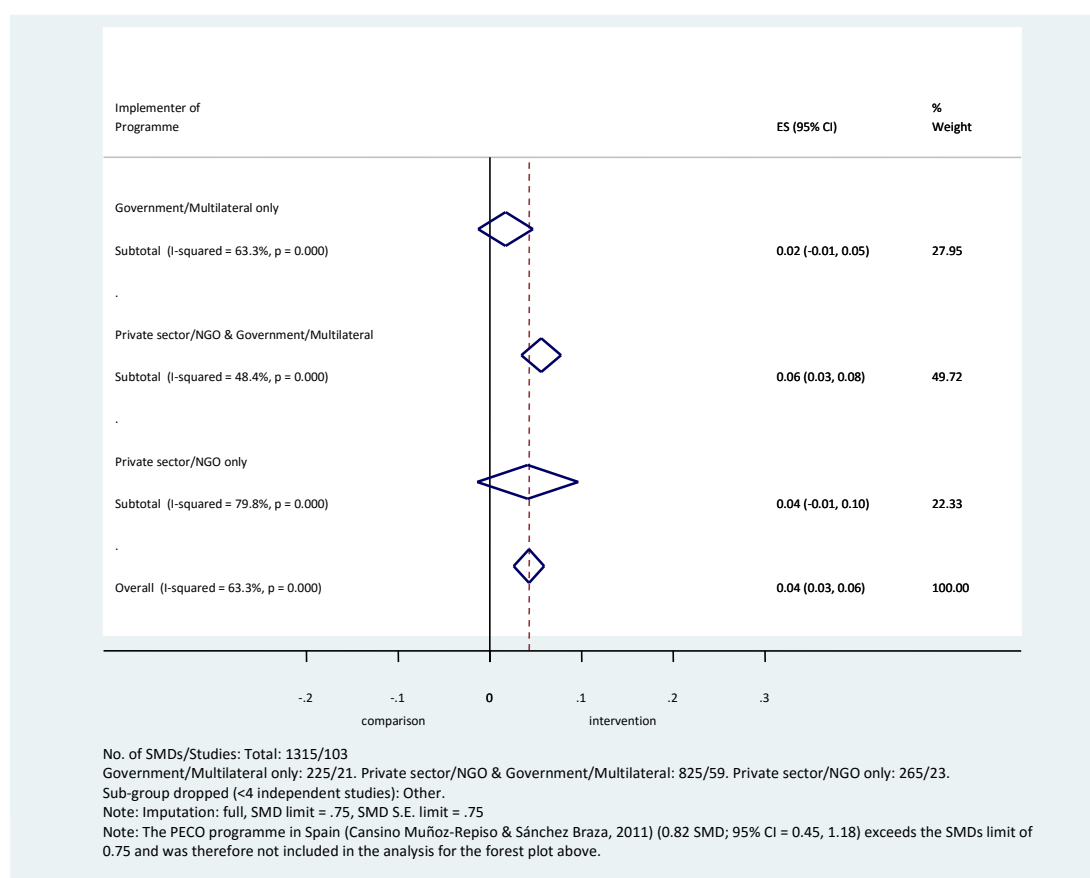 Implementer of
Programme
ES (95% CI)
%
Weight
Government/Multilateral only
Subtotal (I-squared = 63.3%, p = 0.000)
0.02 (-0.01, 0.05)
27.95
.
Private sector/NGO & Government/Multilateral
Subtotal (I-squared = 48.4%, p = 0.000)
0.06 (0.03, 0.08)
49.72
.
Private sector/NGO only
Subtotal (I-squared = 79.8%, p = 0.000)
0.04 (-0.01, 0.10)
22.33
.
Overall (I-squared = 63.3%, p = 0.000)
0.04 (0.03, 0.06)
100.00
-.2
-.1
0
.1
.2
.3
comparison
intervention
No. of SMDs/Studies: Total: 1315/103
Government/Multilateral only: 225/21. Private sector/NGO & Government/Multilateral: 825/59. Private sector/NGO only: 265/23.
Sub-group dropped (<4 independent studies): Other.
Note: Imputation: full, SMD limit = .75, SMD S.E. limit = .75
Note: The PECO programme in Spain (Cansino Muñoz-Repiso & Sánchez Braza, 2011) (0.82 SMD; 95% CI = 0.45, 1.18) exceeds the SMDs limit of
0.75 and was therefore not included in the analysis for the forest plot above.